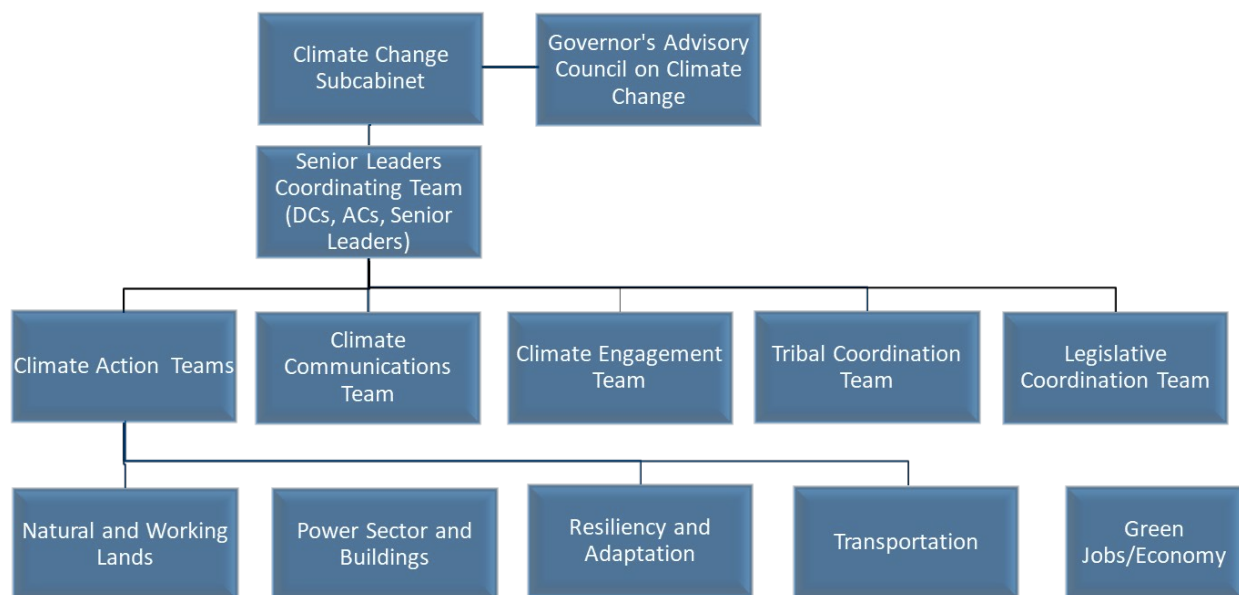 Climate Change
Subcabinet
Governor's Advisory
Council on Climate
Change
Senior Leaders
Coordinating Team
(DCs, ACs, Senior
Leaders)
Climate Action Teams
Climate
Communications
Team
Climate Engagement
Team
Tribal Coordination
Team
Legislative
Coordination Team
Natural and Working
Lands
Power Sector and
Buildings
Resiliency and
Adaptation
Transportation
Green
Jobs/Economy